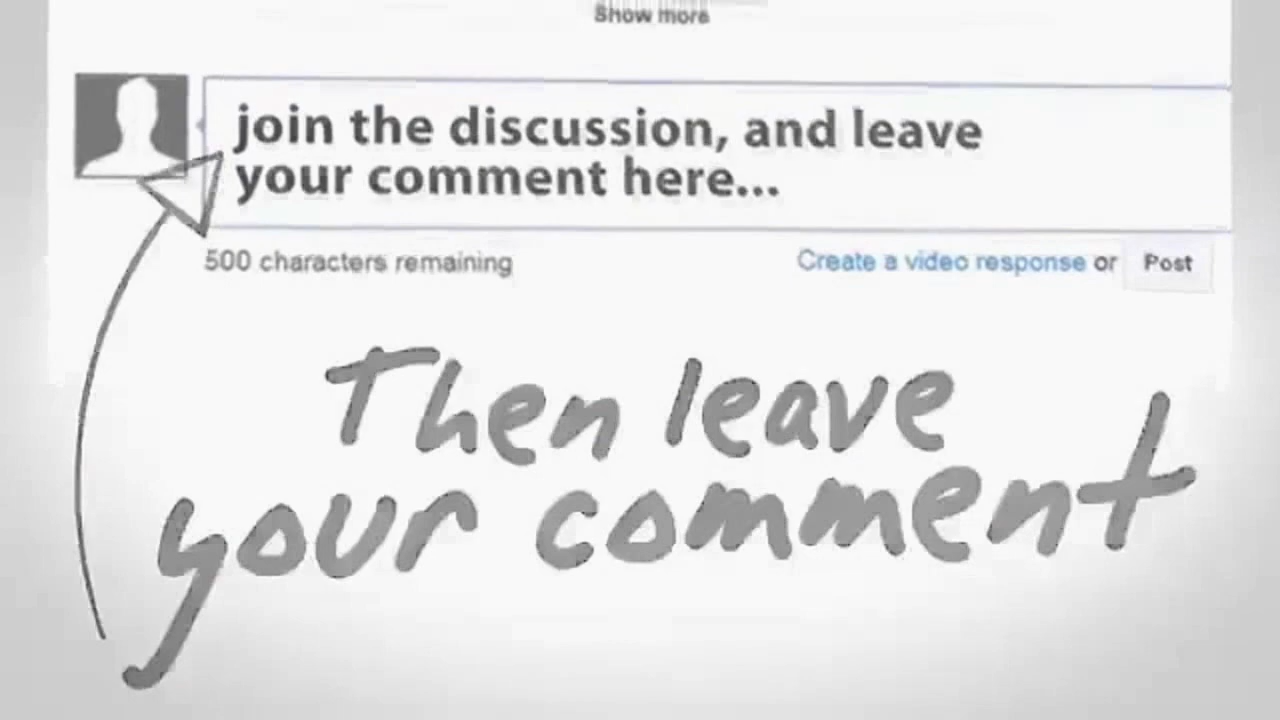 Show more
join the discussion, and leave
your comment here...
500 characters remaining
Create a video response or Post
Then leave
your comment